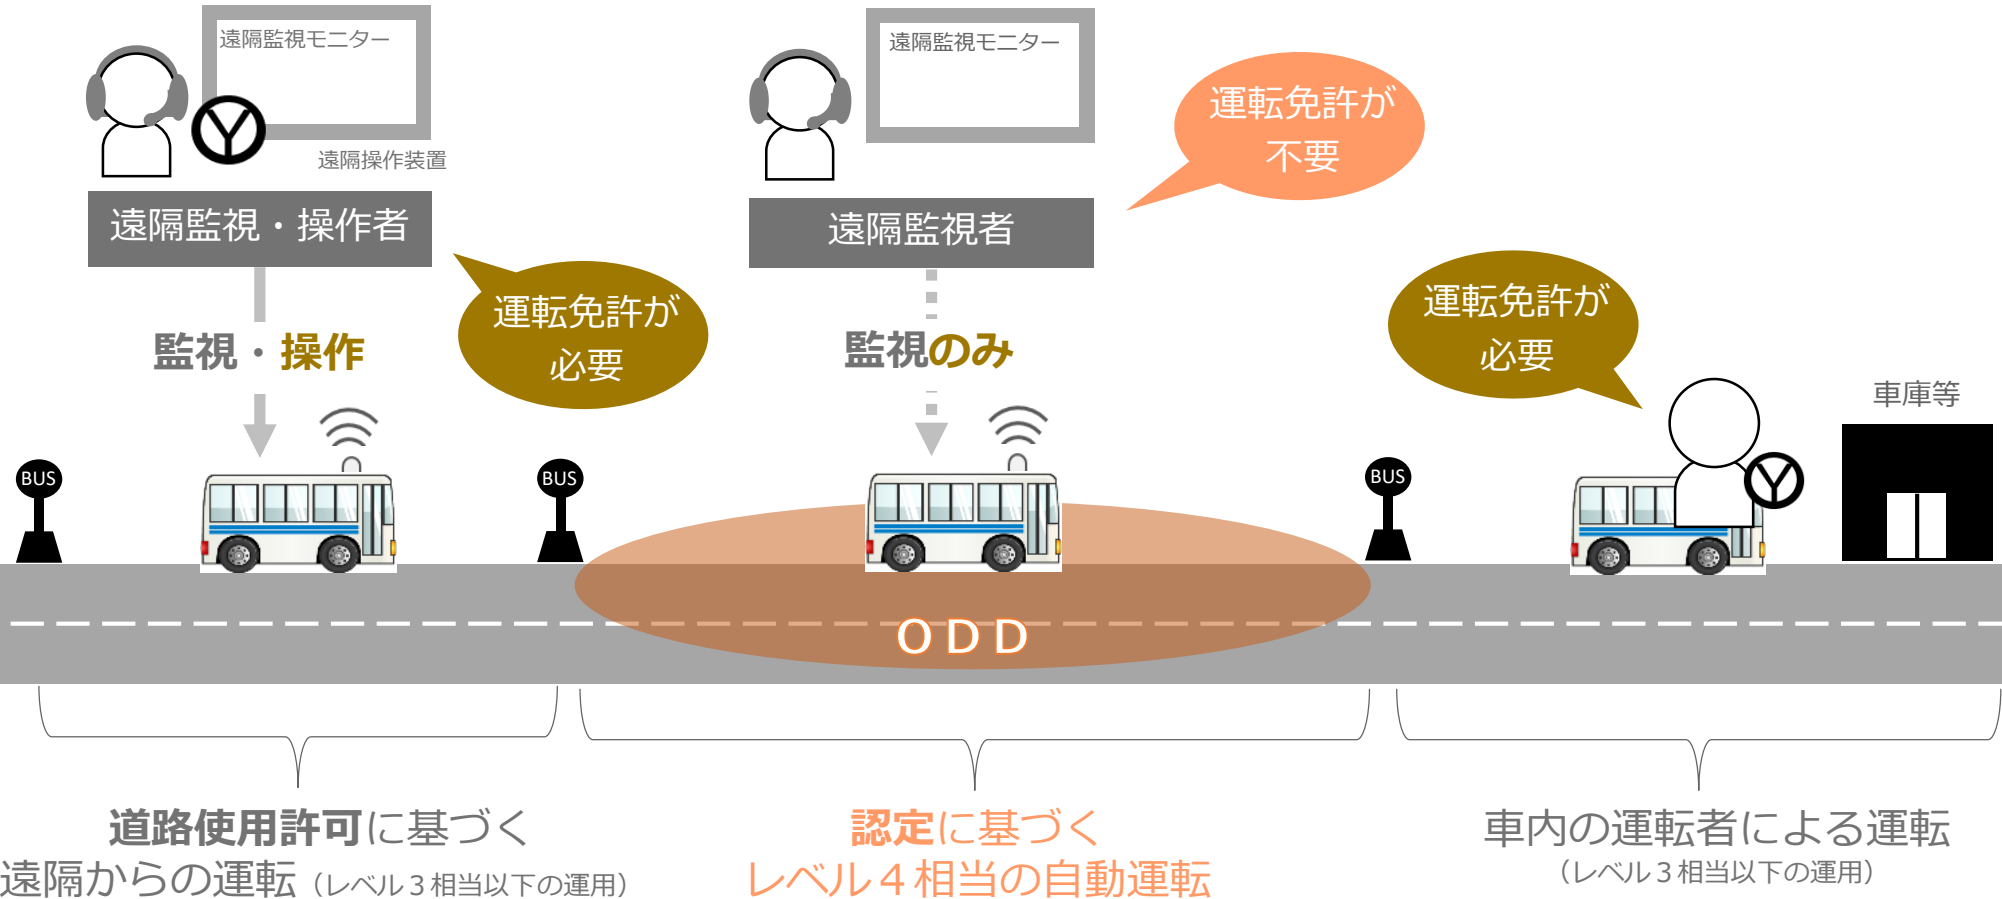 遠隔監視モニター
遠隔操作装置
遠隔監視・操作者
監視・操作
運転免許が
必要
遠隔監視モニター
遠隔監視者
監視のみ
運転免許が
不要
運転免許が
必要
車庫等
BUS
BUS
BUS
ODD
道路使用許可に基づく
遠隔からの運転（レベル３相当以下の運用）
認定に基づく
レベル４相当の自動運転
車内の運転者による運転
（レベル３相当以下の運用）